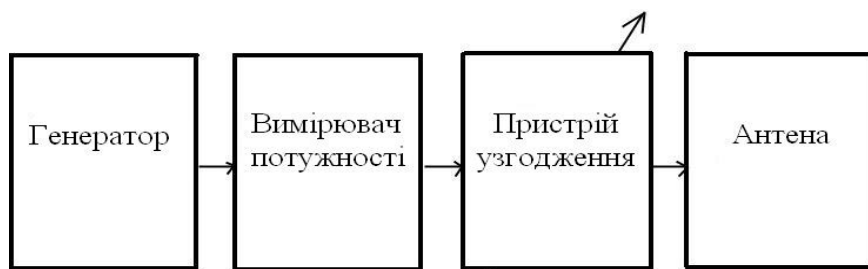 Генератор
Вимірювач
потужності
Пристрій
узгодження
Антена